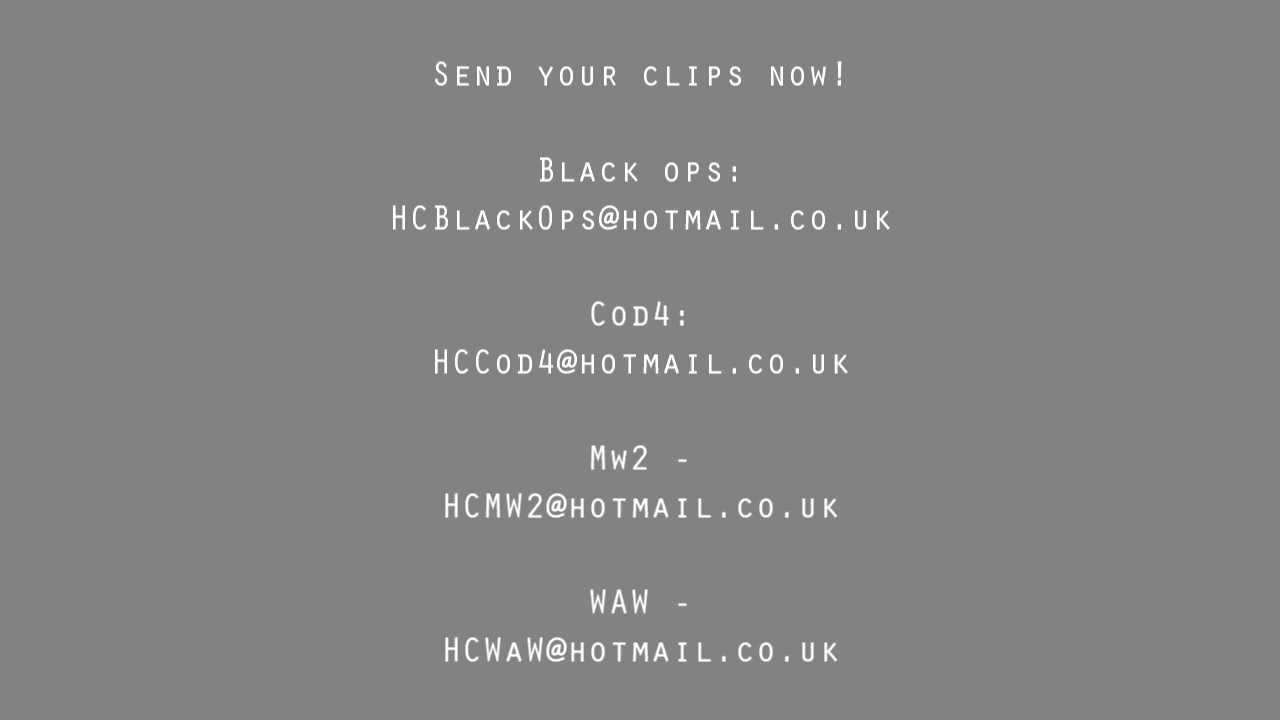 Send your clips now!
Black ops:
HCBlackOps@hotmail.co.uk
Cod4:
HCCod4@hotmail.co.uk
Mw2 -
HCMW2@hotmail.co.uk
WAW -
HCWaW@hotmail.co.uk